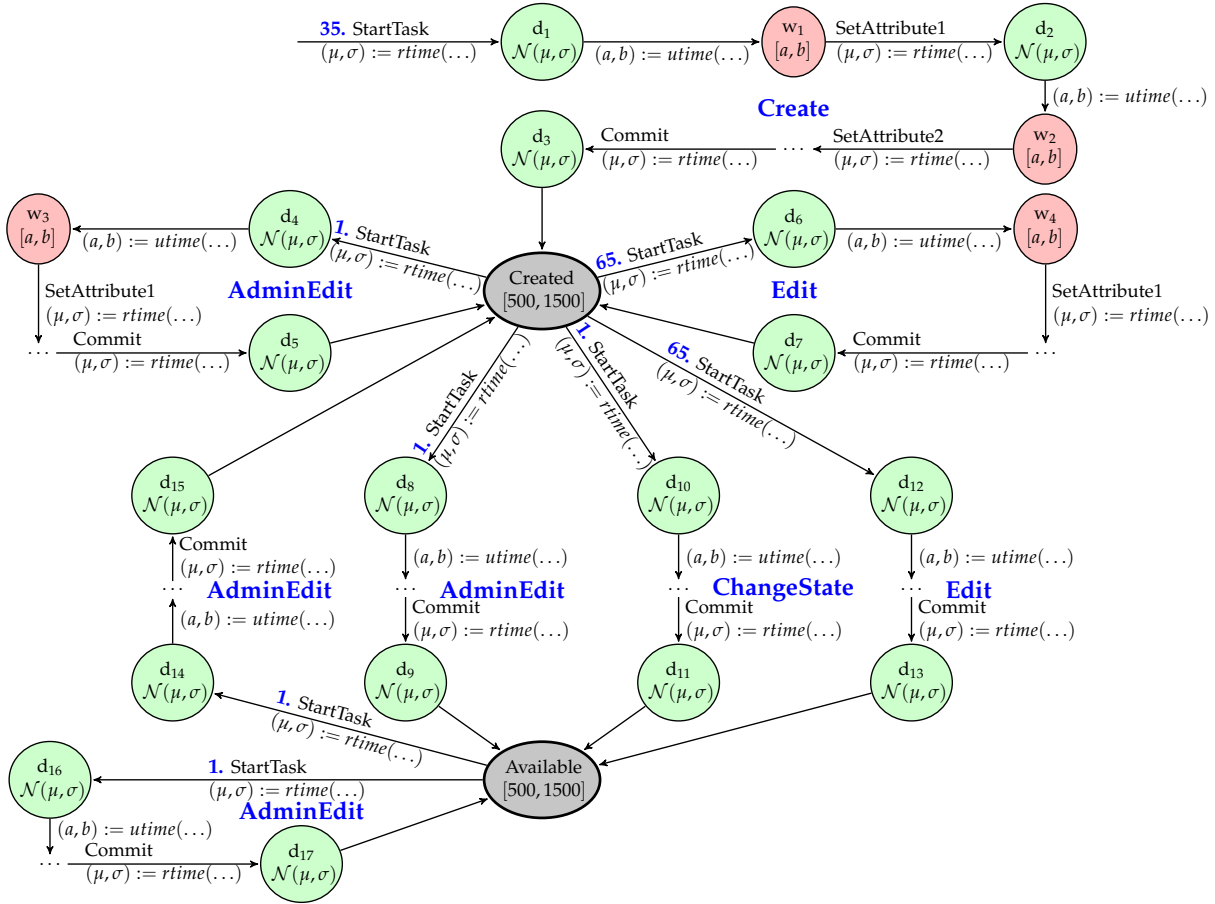 35. StartTask
(μ, σ) := rtime(...)
d₁
𝒩(μ, σ)
(a, b) := utime(...)
w₁
[a, b]
SetAttribute1
(μ, σ) := rtime(...)
d₂
𝒩(μ, σ)
(a, b) := utime(...)
Create
d₃
𝒩(μ, σ)
Commit
(μ, σ) := rtime(...)
...
SetAttribute2
(μ, σ) := rtime(...)
w₂
[a, b]
w₃
[a, b]
(a, b) := utime(...)
d₄
𝒩(μ, σ)
1. StartTask
(μ, σ) := rtime(...)
65. StartTask
(μ, σ) := rtime(...)
d₆
𝒩(μ, σ)
(a, b) := utime(...)
w₄
[a, b]
Created
[500, 1500]
AdminEdit
Edit
SetAttribute1
(μ, σ) := rtime(...)
SetAttribute1
(μ, σ) := rtime(...)
...
Commit
(μ, σ) := rtime(...)
d₅
𝒩(μ, σ)
d₇
𝒩(μ, σ)
Commit
(μ, σ) := rtime(...)
...
1. StartTask
(μ, σ) := rtime(...)
1. StartTask
(μ, σ) := rtime(...)
65. StartTask
(μ, σ) := rtime(...)
d₁₅
𝒩(μ, σ)
d₈
𝒩(μ, σ)
d₁₀
𝒩(μ, σ)
d₁₂
𝒩(μ, σ)
Commit
(μ, σ) := rtime(...)
...
AdminEdit
(a, b) := utime(...)
(a, b) := utime(...)
...
AdminEdit
Commit
(μ, σ) := rtime(...)
(a, b) := utime(...)
...
ChangeState
Commit
(μ, σ) := rtime(...)
(a, b) := utime(...)
...
Edit
Commit
(μ, σ) := rtime(...)
d₁₄
𝒩(μ, σ)
d₉
𝒩(μ, σ)
d₁₁
𝒩(μ, σ)
d₁₃
𝒩(μ, σ)
1. StartTask
(μ, σ) := rtime(...)
d₁₆
𝒩(μ, σ)
1. StartTask
(μ, σ) := rtime(...)
Available
[500, 1500]
AdminEdit
(a, b) := utime(...)
...
Commit
(μ, σ) := rtime(...)
d₁₇
𝒩(μ, σ)